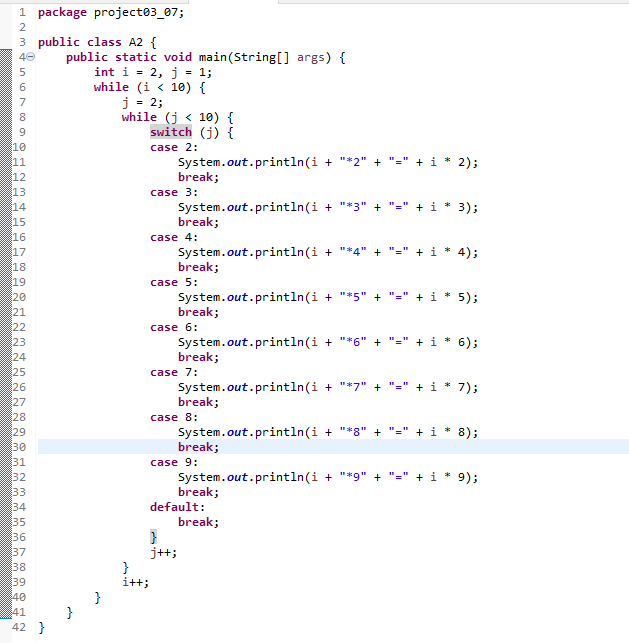 1 package project03_07;
2
3 public class A2 {
4 public static void main(String[] args) {
5 int i = 2, j = 1;
6 while (i < 10) {
7 j = 2;
8 while (j < 10) {
9 switch (j) {
10 case 2:
11 System.out.println(i + "*2" + "=" + i * 2);
12 break;
13 case 3:
14 System.out.println(i + "*3" + "=" + i * 3);
15 break;
16 case 4:
17 System.out.println(i + "*4" + "=" + i * 4);
18 break;
19 case 5:
20 System.out.println(i + "*5" + "=" + i * 5);
21 break;
22 case 6:
23 System.out.println(i + "*6" + "=" + i * 6);
24 break;
25 case 7:
26 System.out.println(i + "*7" + "=" + i * 7);
27 break;
28 case 8:
29 System.out.println(i + "*8" + "=" + i * 8);
30 break;
31 case 9:
32 System.out.println(i + "*9" + "=" + i * 9);
33 break;
34 default:
35 break;
36 }
37 j++;
38 }
39 i++;
40 }
41 }
42 }